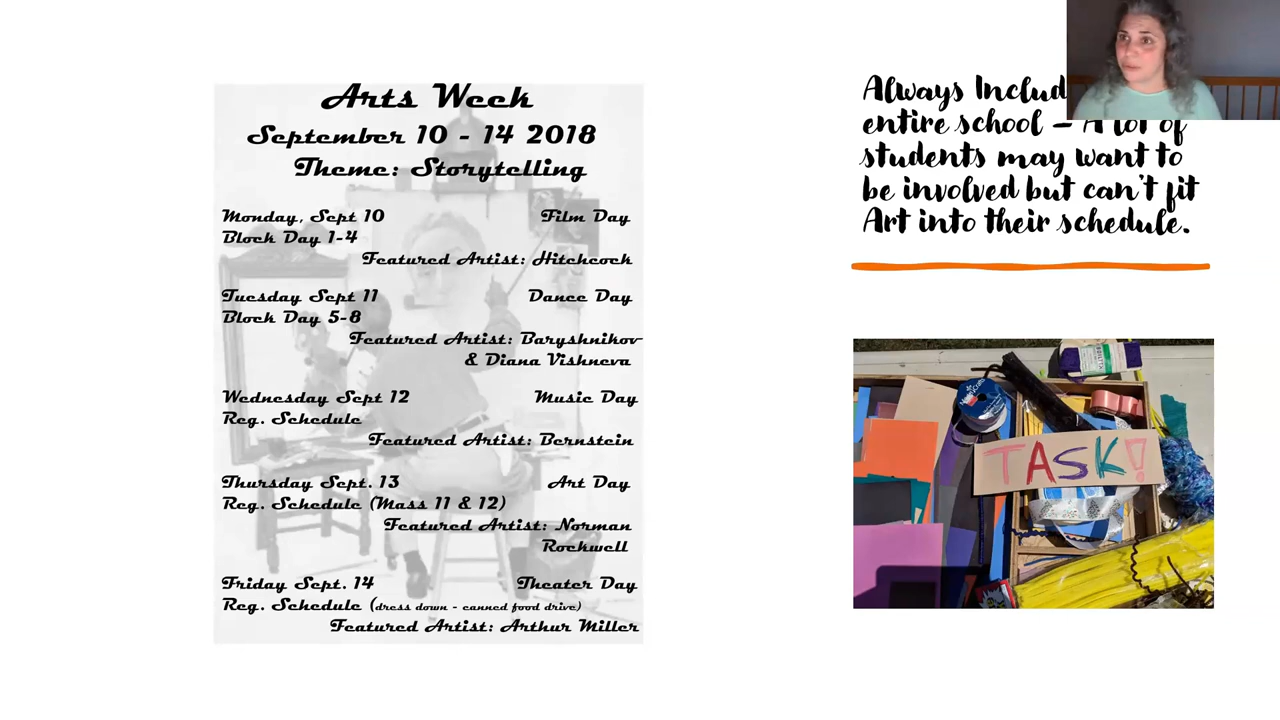 Arts Week
September 10 - 14 2018
Theme: Storytelling
Monday, Sept 10 Film Day
Block Day 1-4
Featured Artist: Hitchcock
Tuesday Sept 11 Dance Day
Block Day 5-8
Featured Artist: Baryshnikov
& Diana Vishneva
Wednesday Sept 12 Music Day
Reg. Schedule
Featured Artist: Bernstein
Thursday Sept. 13 Art Day
Reg. Schedule (Mass 11 & 12)
Featured Artist: Norman
Rockwell
Friday Sept. 14 Theater Day
Reg. Schedule (dress down - canned food drive)
Featured Artist: Arthur Miller
Always Includ
entire school – A lot of
students may want to
be involved but can't fit
Art into their schedule.
TASK!